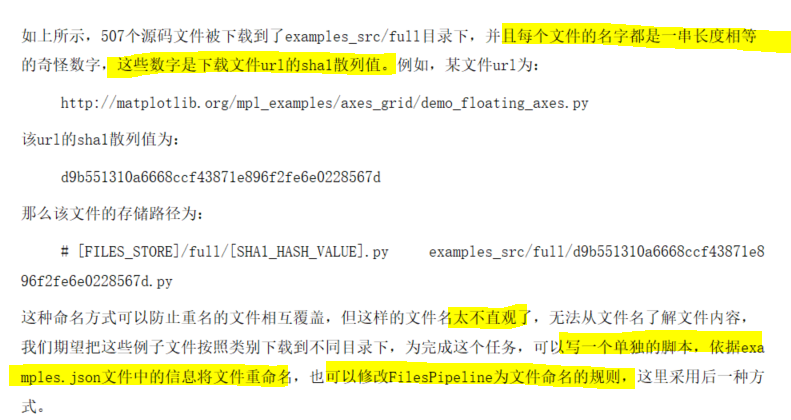 如上所示，507个源码文件被下载到了examples_src/full目录下，并且每个文件的名字都是一串长度相等
的奇怪数字，这些数字是下载文件url的sha1散列值。例如，某文件url为：
http://matplotlib.org/mpl_examples/axes_grid/demo_floating_axes.py
该url的sha1散列值为：
d9b551310a6668ccf43871e896f2fe6e0228567d
那么该文件的存储路径为：
# [FILES_STORE]/full/[SHA1_HASH_VALUE].py examples_src/full/d9b551310a6668ccf43871e8
96f2fe6e0228567d.py
这种命名方式可以防止重名的文件相互覆盖，但这样的文件名太不直观了，无法从文件名了解文件内容，
我们期望把这些例子文件按照类别下载到不同目录下，为完成这个任务，可以写一个单独的脚本，依据exa
mples.json文件中的信息将文件重命名，也可以修改FilesPipeline为文件命名的规则，这里采用后一种方
式。